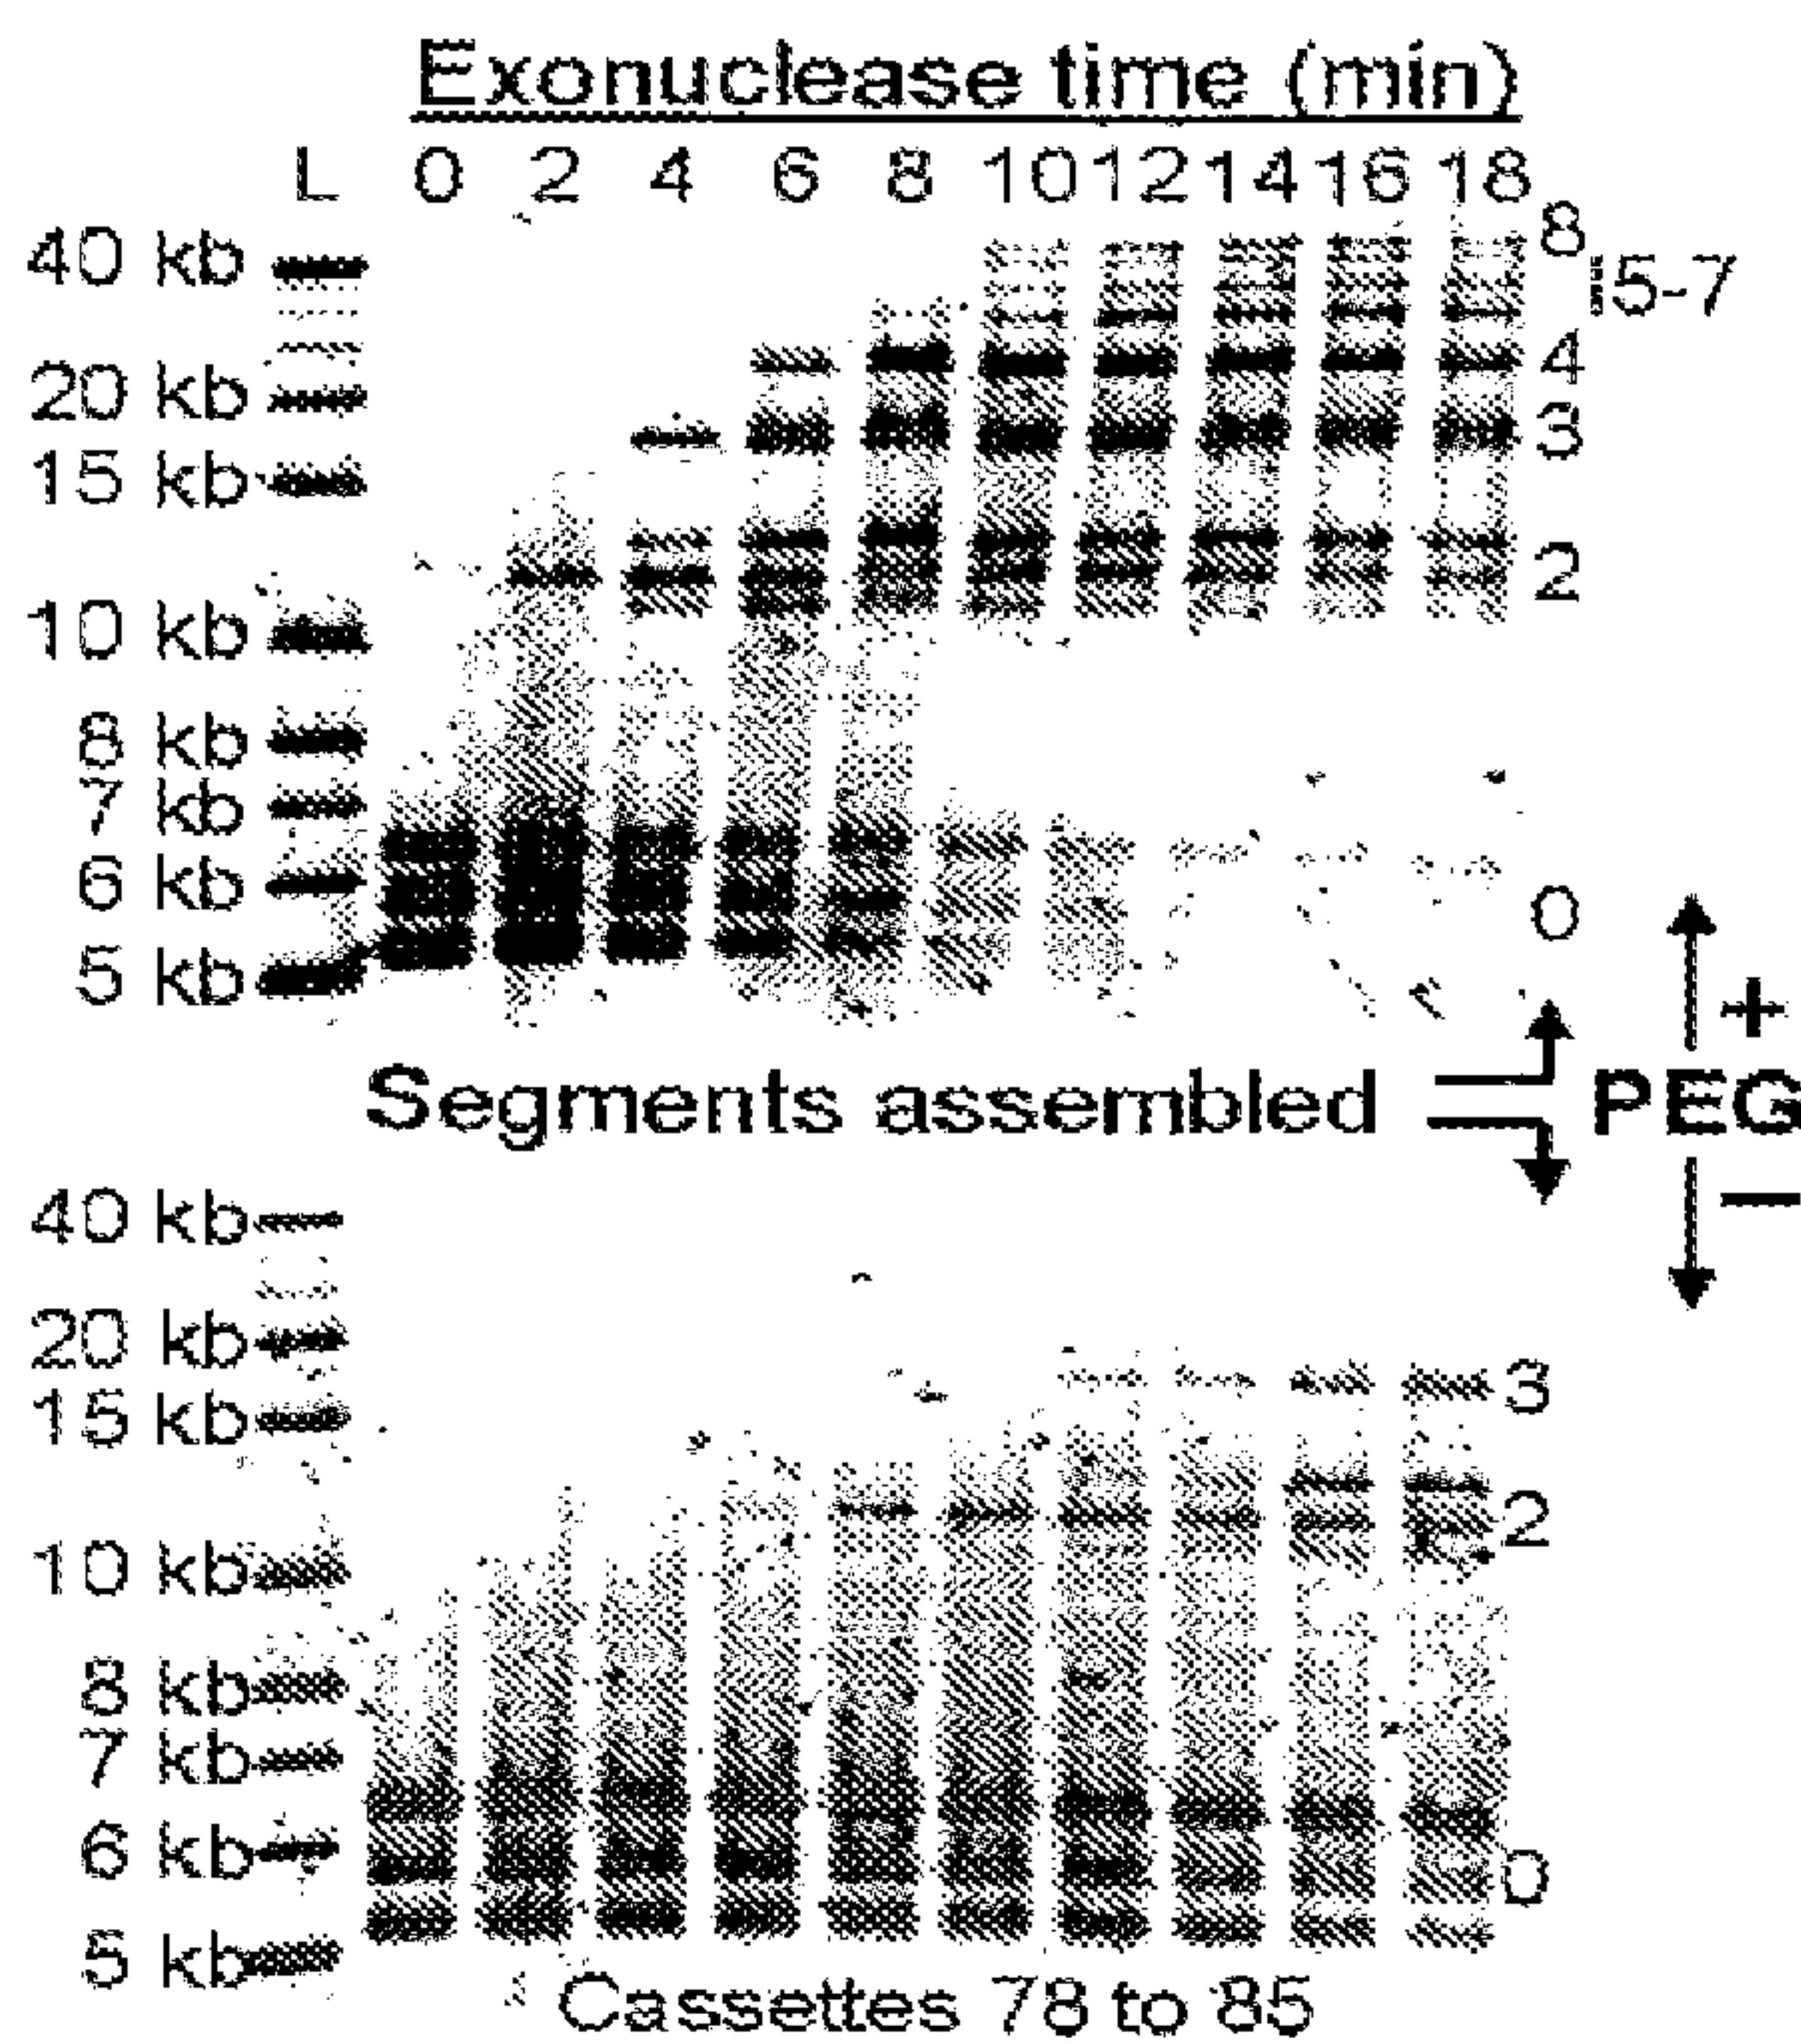 Exonuclease time (min)
L 0 2 4 6 8 10 12 14 16 18
40 kb
8
5-7
20 kb
4
15 kb
3
10 kb
2
8 kb
7 kb
6 kb
0
5 kb
+
Segments assembled
PEG
−
40 kb
20 kb
15 kb
3
10 kb
2
8 kb
7 kb
6 kb
0
5 kb
Cassettes 78 to 85